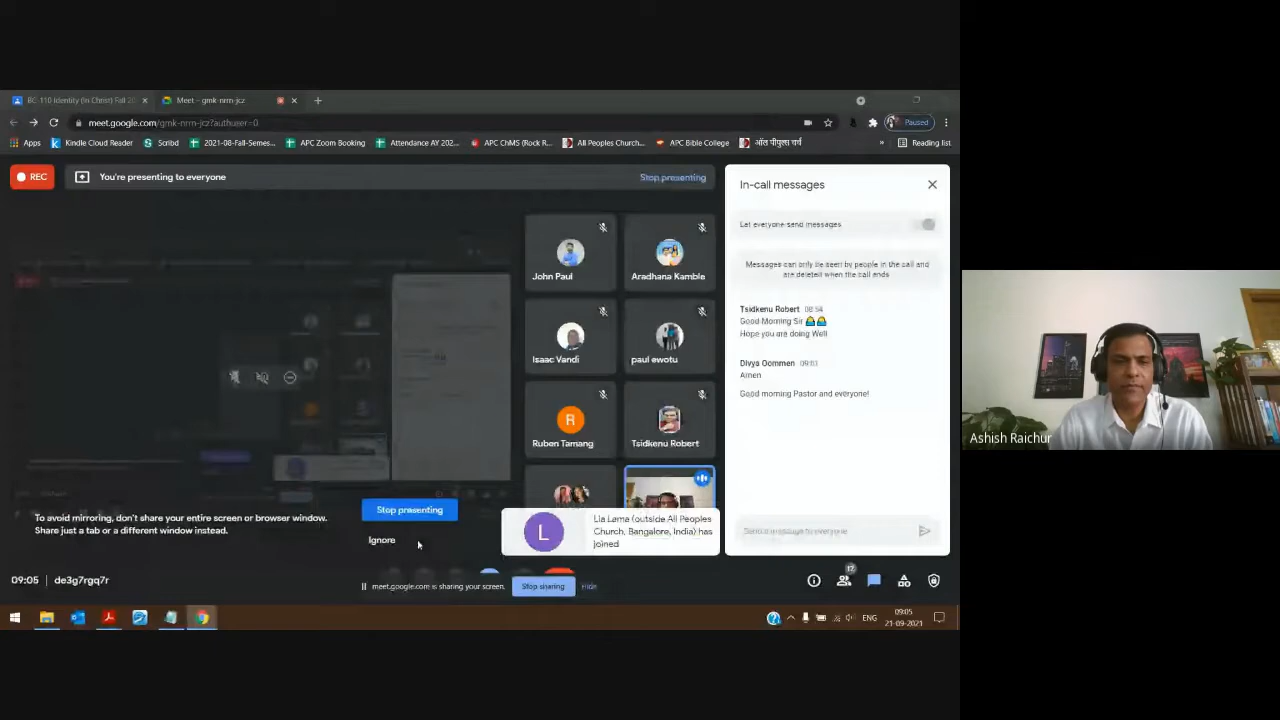 BC-110 Identity (In Christ) Fall 20
Meet – gmk-nrm-jcz
meet.google.com/gmk-nrm-jcz?authuser=0
Paused
Apps
Kindle Cloud Reader
Scribd
2021-08-Fall-Semes...
APC Zoom Booking
Attendance AY 202...
APC ChMS (Rock R...
All Peoples Church...
APC Bible College
ऑल पीपुल्स चर्च
»
Reading list
REC
You're presenting to everyone
Stop presenting
John Paul
Aradhana Kamble
Isaac Vandi
paul ewotu
R
Ruben Tamang
Tsidkenu Robert
To avoid mirroring, don't share your entire screen or browser window.
Share just a tab or a different window instead.
Stop presenting
Ignore
L
Lia Lama (outside All Peoples
Church, Bangalore, India) has
joined
In-call messages
Let everyone send messages
Messages can only be seen by people in the call and
are deleted when the call ends
Tsidkenu Robert 08:54
Good Morning Sir
Hope you are doing Well
Divya Oommen 09:03
Amen
Good morning Pastor and everyone!
Send a message to everyone
09:05 | de3g7rgq7r
meet.google.com is sharing your screen.
Stop sharing
Hide
17
ENG
09:05
21-09-2021
Ashish Raichur